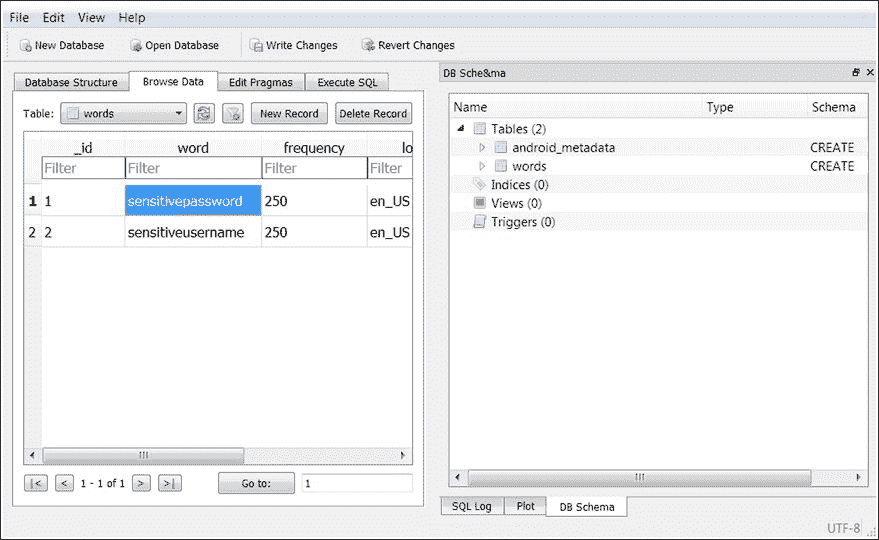 File Edit View Help
New Database Open Database Write Changes Revert Changes
Database Structure Browse Data Edit Pragmas Execute SQL
Table: words New Record Delete Record
_id word frequency lo
Filter Filter Filter Filter
1 1 sensitivepassword 250 en_US
2 2 sensitiveusername 250 en_US
|< < 1 - 1 of 1 > >| Go to: 1
DB Sche&ma
Name Type Schema
Tables (2)
android_metadata CREATE
words CREATE
Indices (0)
Views (0)
Triggers (0)
SQL Log Plot DB Schema
UTF-8